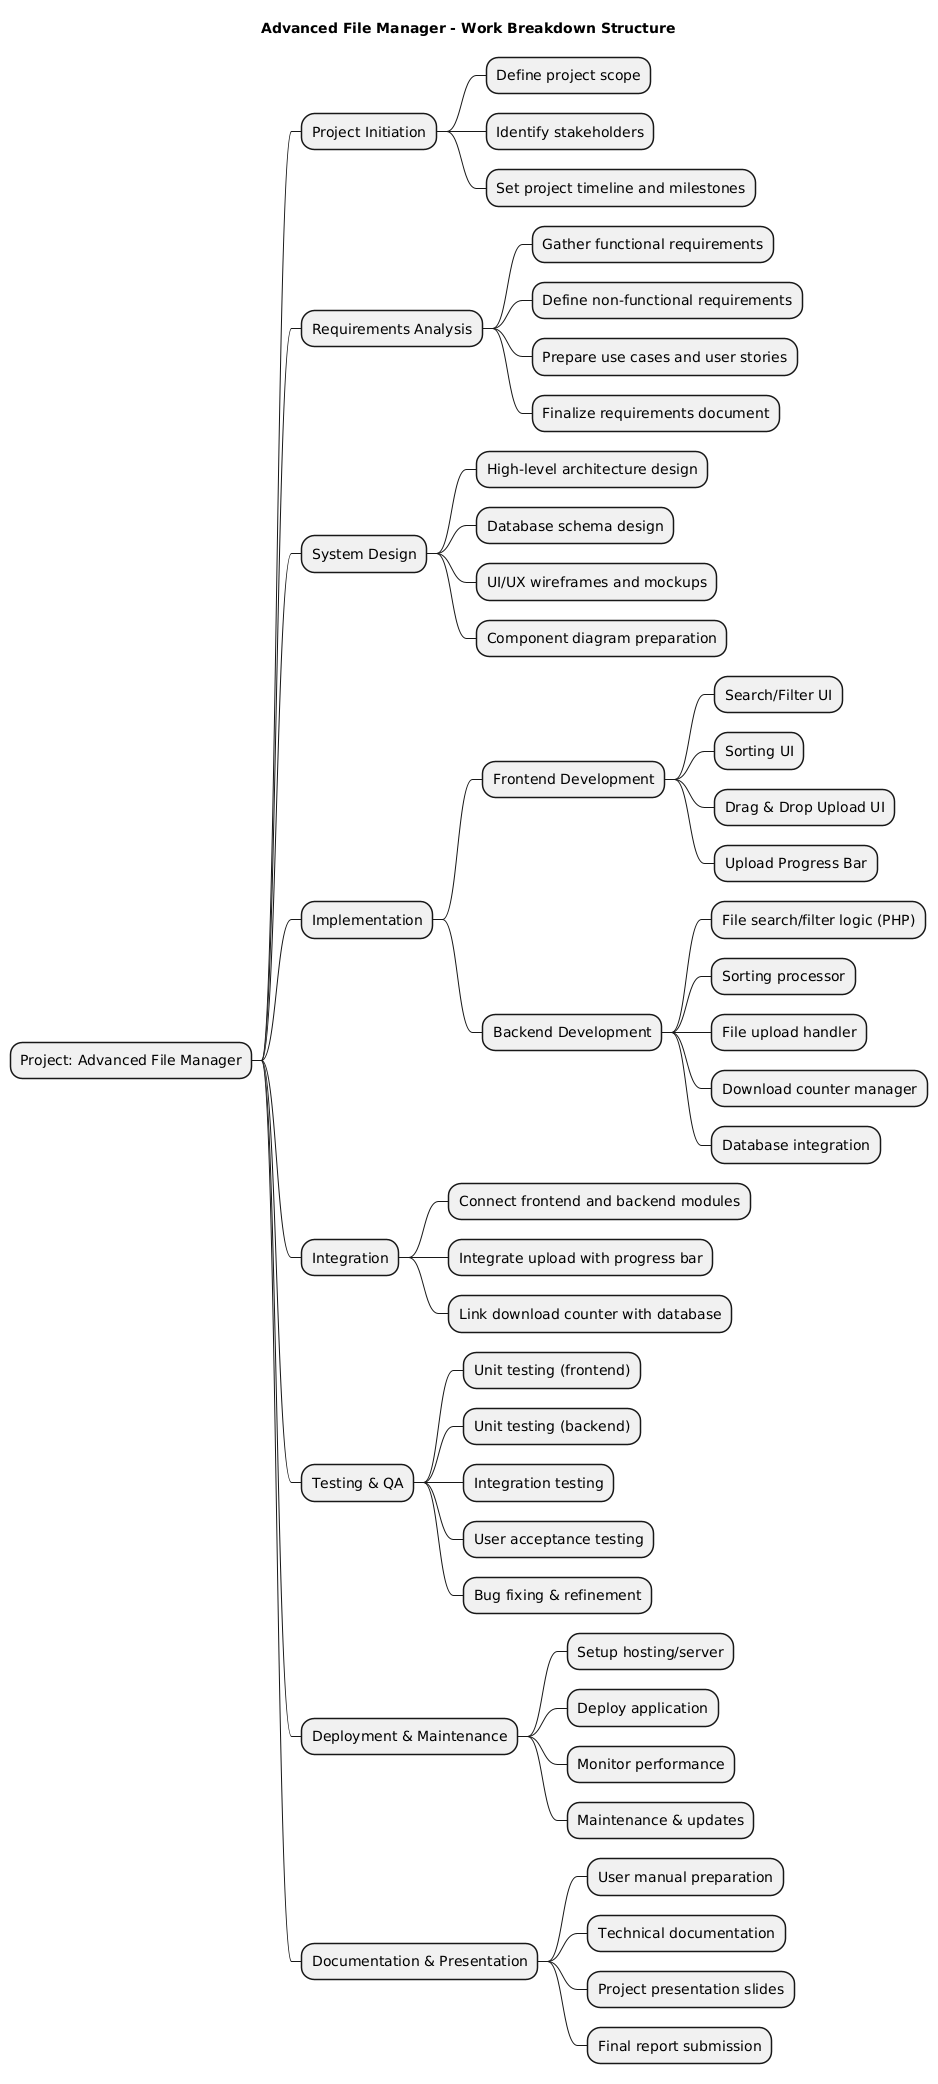 Advanced File Manager - Work Breakdown Structure
Project: Advanced File Manager
Project Initiation
Define project scope
Identify stakeholders
Set project timeline and milestones
Requirements Analysis
Gather functional requirements
Define non-functional requirements
Prepare use cases and user stories
Finalize requirements document
System Design
High-level architecture design
Database schema design
UI/UX wireframes and mockups
Component diagram preparation
Implementation
Frontend Development
Search/Filter UI
Sorting UI
Drag & Drop Upload UI
Upload Progress Bar
Backend Development
File search/filter logic (PHP)
Sorting processor
File upload handler
Download counter manager
Database integration
Integration
Connect frontend and backend modules
Integrate upload with progress bar
Link download counter with database
Testing & QA
Unit testing (frontend)
Unit testing (backend)
Integration testing
User acceptance testing
Bug fixing & refinement
Deployment & Maintenance
Setup hosting/server
Deploy application
Monitor performance
Maintenance & updates
Documentation & Presentation
User manual preparation
Technical documentation
Project presentation slides
Final report submission